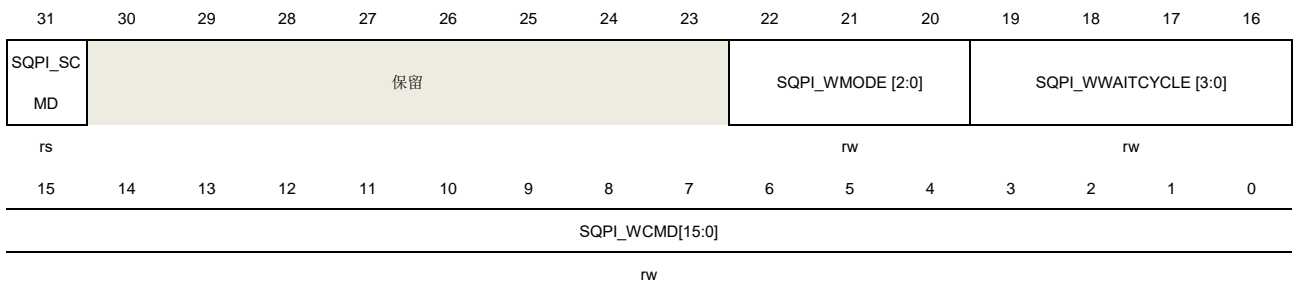 31 30 29 28 27 26 25 24 23 22 21 20 19 18 17 16
SQPI_SC
MD
保留
SQPI_WMODE [2:0]
SQPI_WWAITCYCLE [3:0]
rs rw rw
15 14 13 12 11 10 9 8 7 6 5 4 3 2 1 0
SQPI_WCMD[15:0]
rw